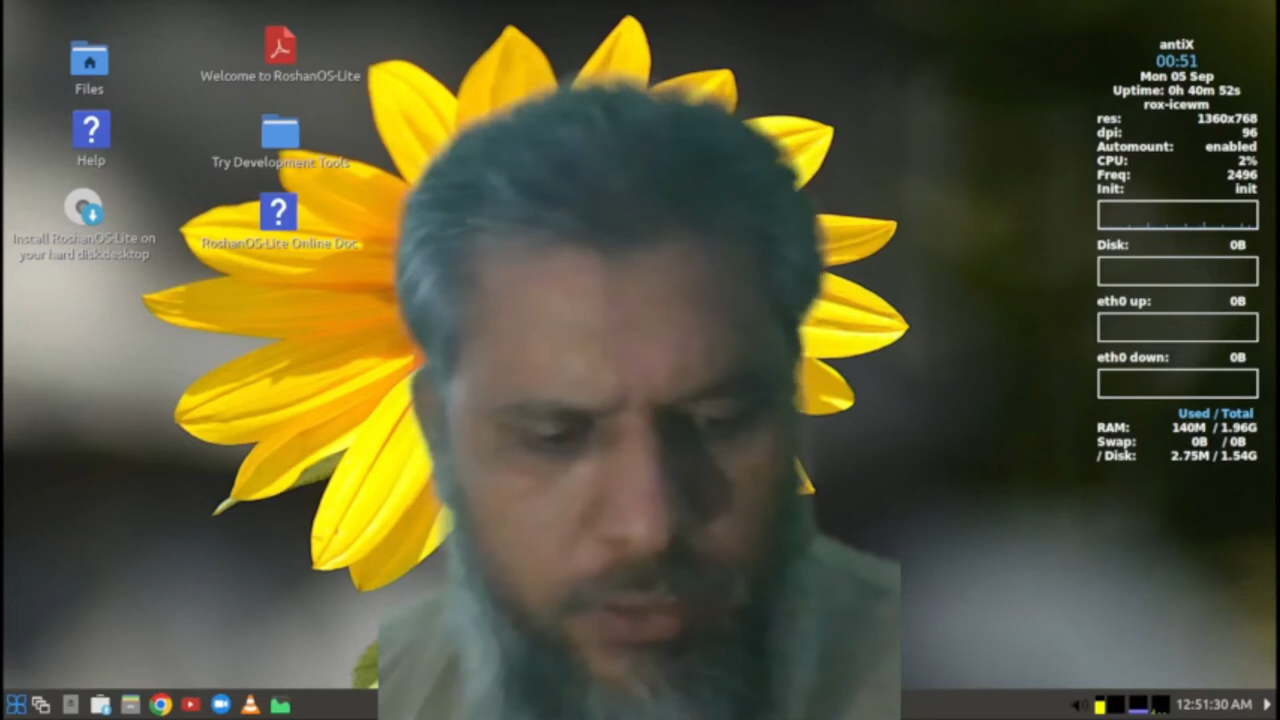 Files
Help
Install RoshanOS-Lite on
your hard disk.desktop
Welcome to RoshanOS-Lite
Try Development Tools
RoshanOS-Lite Online Doc
antiX
00:51
Mon 05 Sep
Uptime: 0h 40m 52s
rox-icewm
res: 1360x768
dpi: 96
Automount: enabled
CPU: 2%
Freq: 2496
Init: init
Disk: 0B
eth0 up: 0B
eth0 down: 0B
Used / Total
RAM: 140M / 1.96G
Swap: 0B / 0B
/ Disk: 2.75M / 1.54G
12:51:30 AM